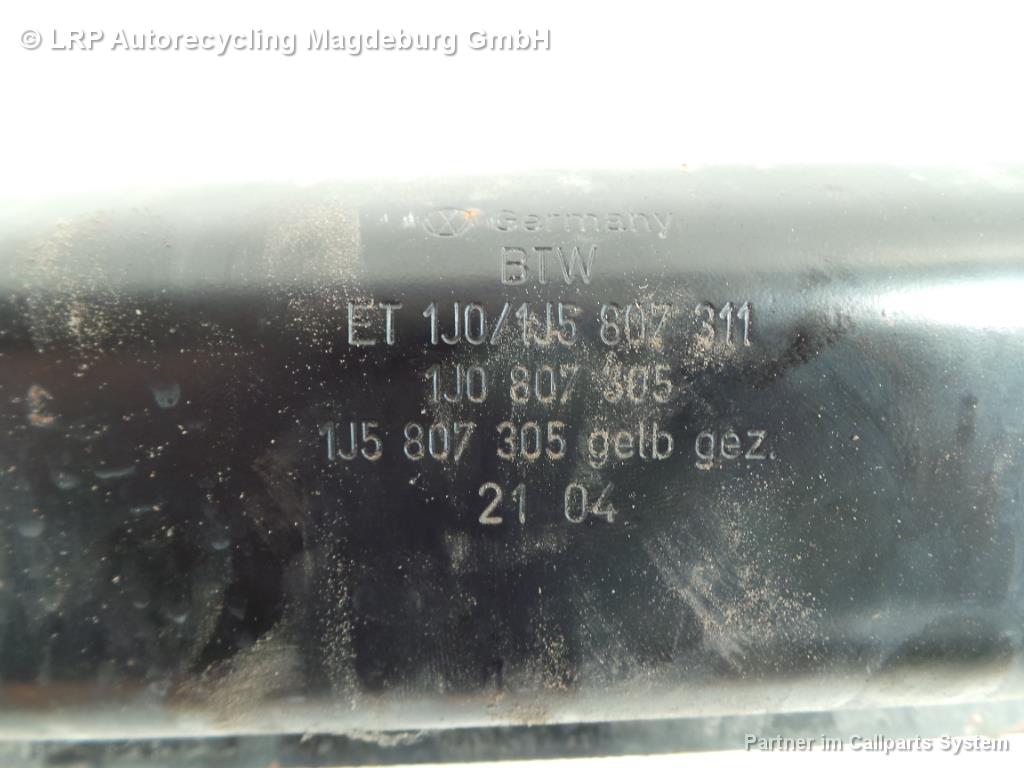 © LRP Autorecycling Magdeburg GmbH
Germany
BTW
ET 1J0/1J5 807 311
1J0 807 305
1J5 807 305 gelb gez.
21 04
Partner im Callparts System